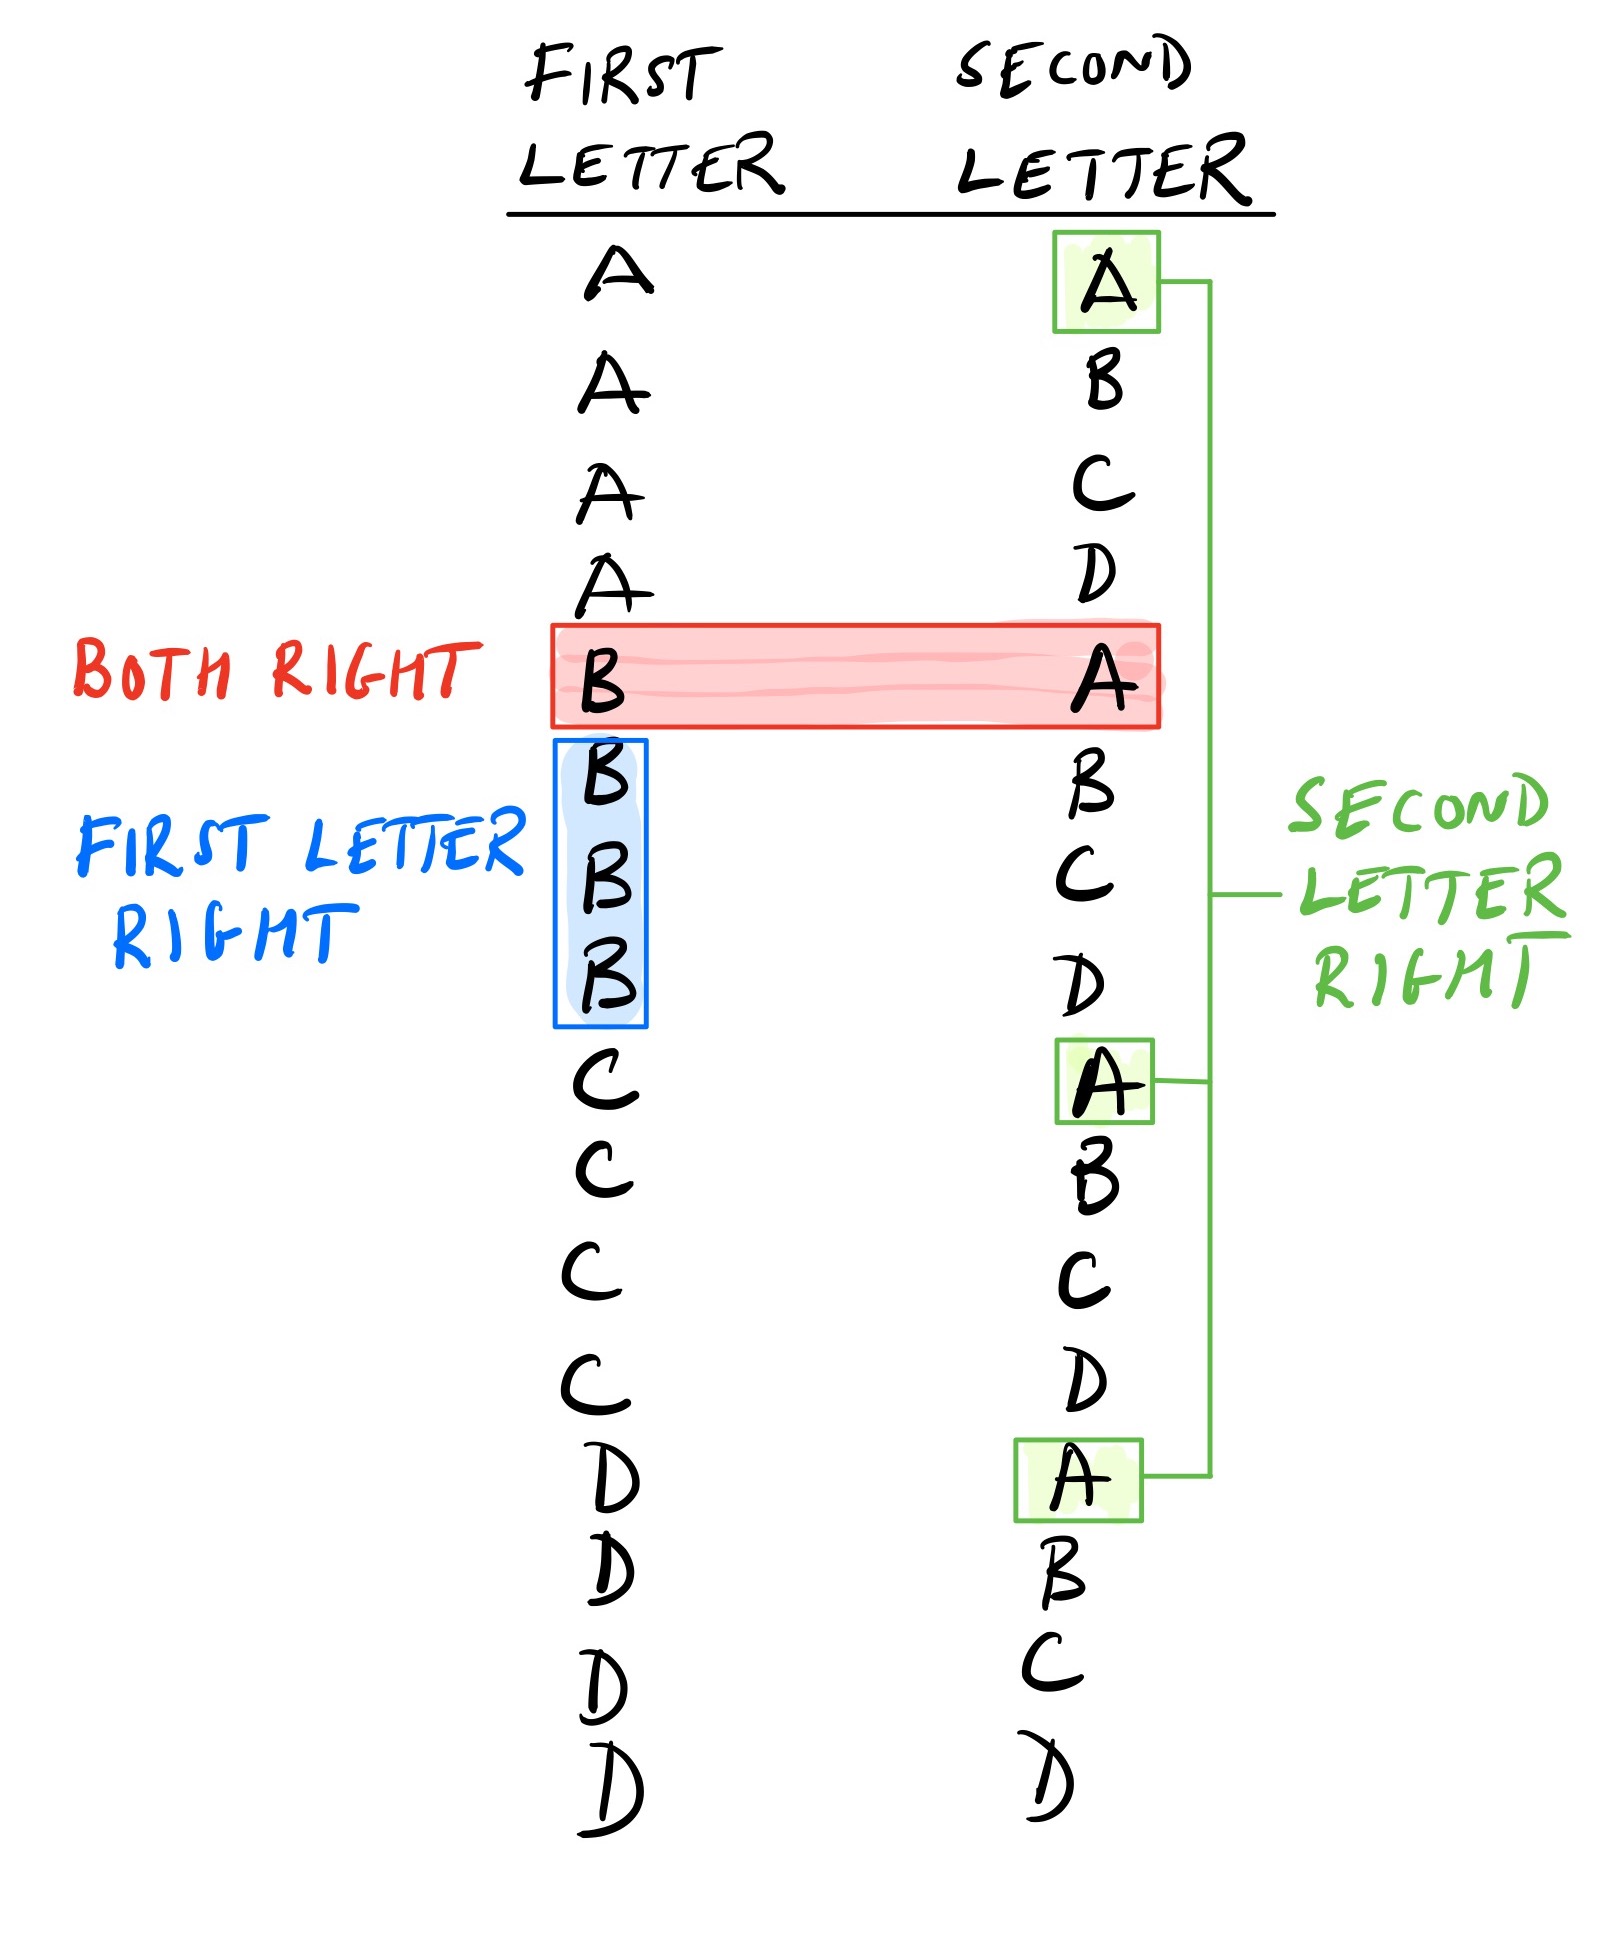 FIRST SECOND
LETTER LETTER
A A
A B
A C
A D
BOTH RIGHT B A
B B
FIRST LETTER B C
RIGHT B D
SECOND
LETTER
RIGHT
C A
C B
C C
C D
D A
D B
D C
D D